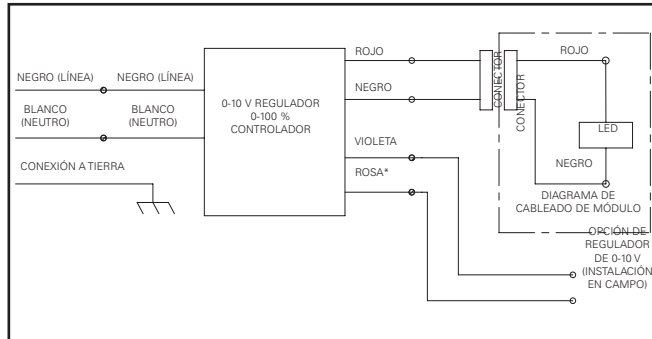 NEGRO (LÍNEA)
NEGRO (LÍNEA)
BLANCO
(NEUTRO)
BLANCO
(NEUTRO)
CONEXIÓN A TIERRA
0-10 V REGULADOR
0-100 %
CONTROLADOR
ROJO
NEGRO
VIOLETA
ROSA*
CONECTOR
CONECTOR
ROJO
LED
NEGRO
DIAGRAMA DE
CABLEADO DE MÓDULO
OPCIÓN DE
REGULADOR
DE 0-10 V
(INSTALACIÓN
EN CAMPO)